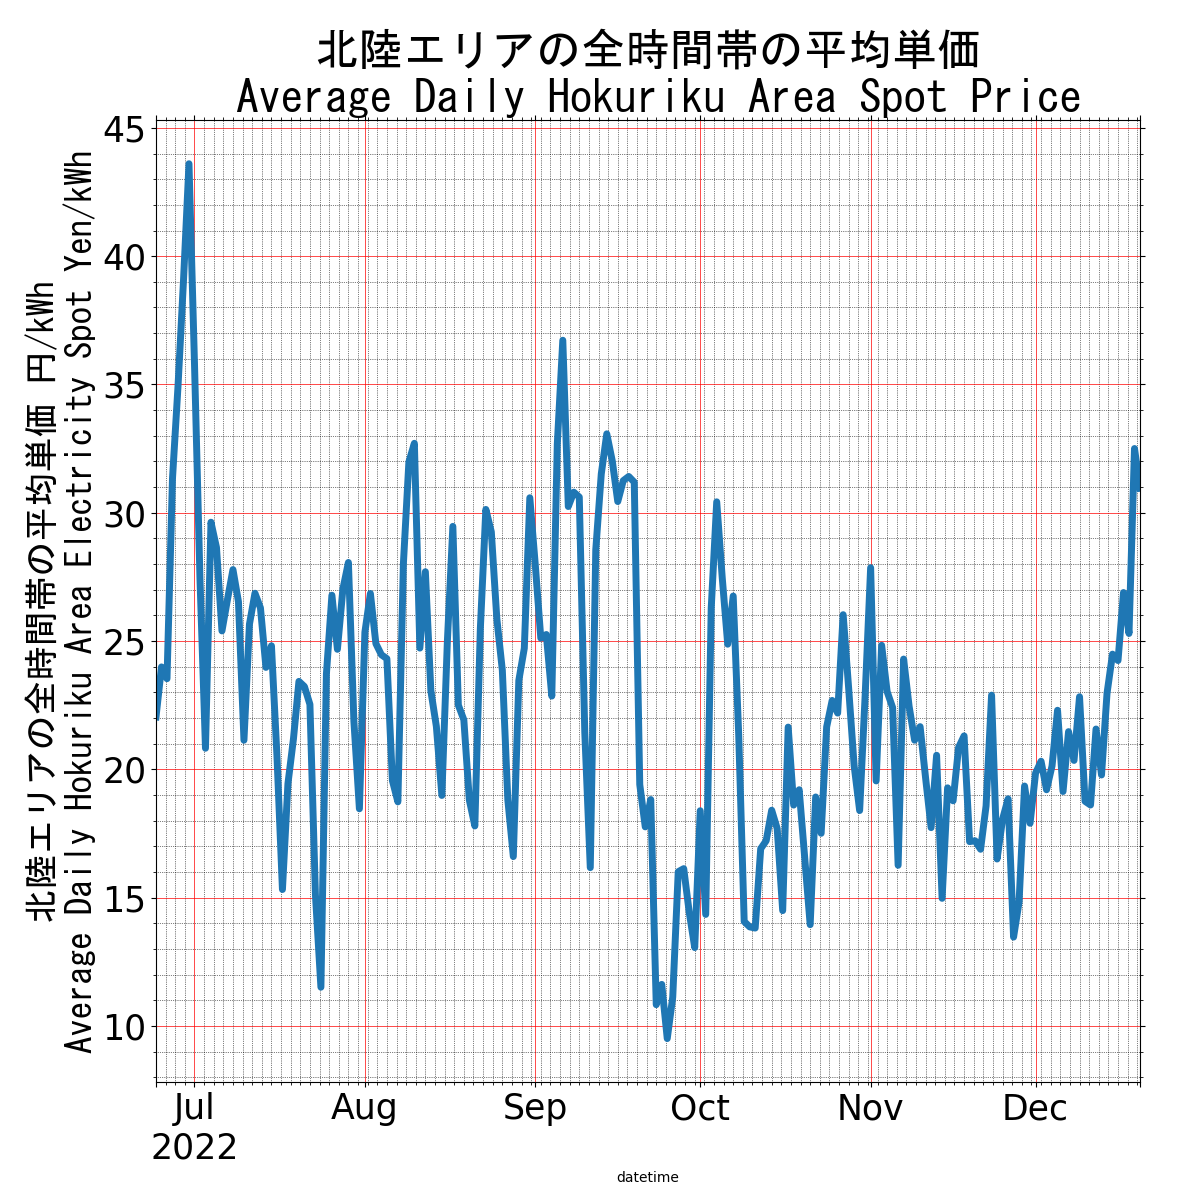 北陸エリアの全時間帯の平均単価
Average Daily Hokuriku Area Spot Price
北陸エリアの全時間帯の平均単価 円/kWh
Average Daily Hokuriku Area Electricity Spot Yen/kWh
45
40
35
30
25
20
15
10
Jul
2022
Aug
Sep
Oct
Nov
Dec
datetime